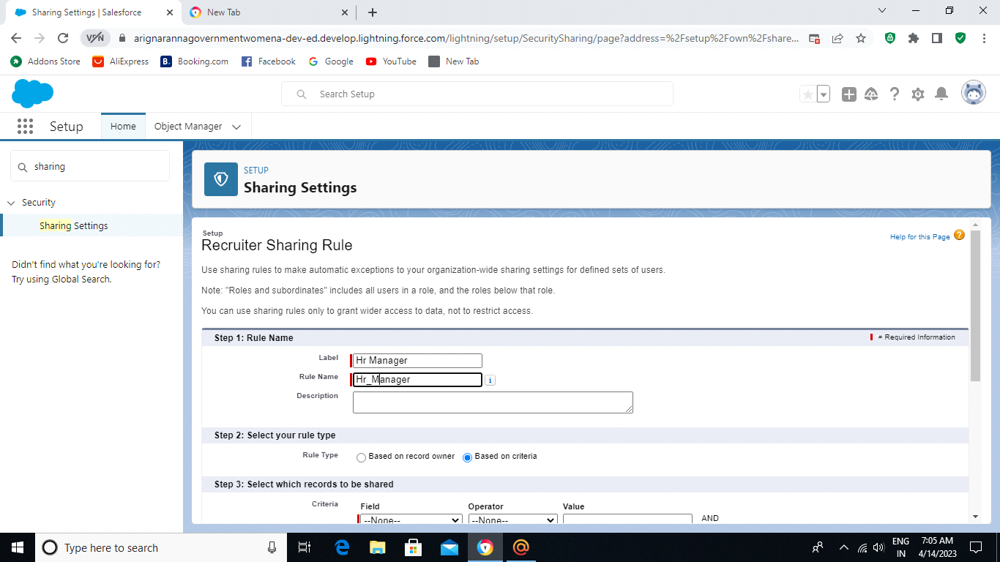 Sharing Settings | Salesforce
New Tab
VPN
arignarannagovernmentwomena-dev-ed.develop.lightning.force.com/lightning/setup/SecuritySharing/page?address=%2Fsetup%2Fown%2Fshare...
Addons Store
AliExpress
B.
Booking.com
Facebook
Google
YouTube
New Tab
Search Setup
Setup
Home
Object Manager
sharing
Security
Sharing Settings
Didn't find what you're looking for?
Try using Global Search.
SETUP
Sharing Settings
Setup
Recruiter Sharing Rule
Help for this Page
Use sharing rules to make automatic exceptions to your organization-wide sharing settings for defined sets of users.
Note: "Roles and subordinates" includes all users in a role, and the roles below that role.
You can use sharing rules only to grant wider access to data, not to restrict access.
Step 1: Rule Name
= Required Information
Label
Hr Manager
Rule Name
Hr_Manager
i
Description
Step 2: Select your rule type
Rule Type
Based on record owner
Based on criteria
Step 3: Select which records to be shared
Criteria
Field
Operator
Value
--None--
--None--
AND
Type here to search
ENG
IN
7:05 AM
4/14/2023